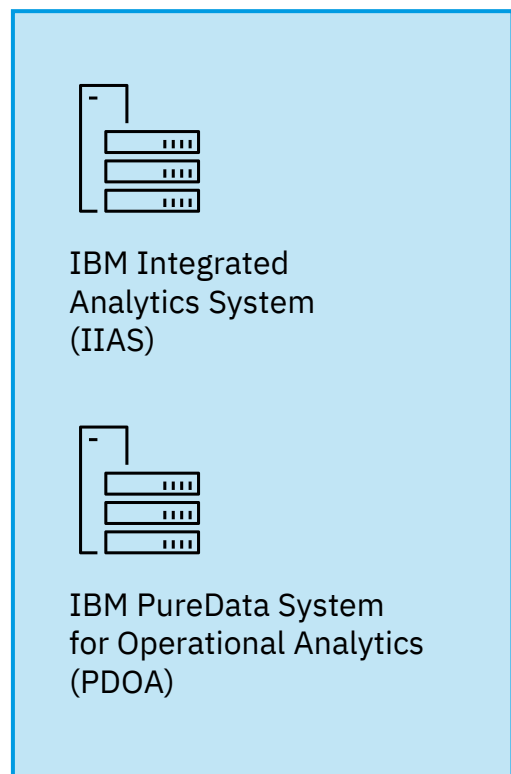 IBM Integrated
Analytics System
(IIAS)
IBM PureData System
for Operational Analytics
(PDOA)